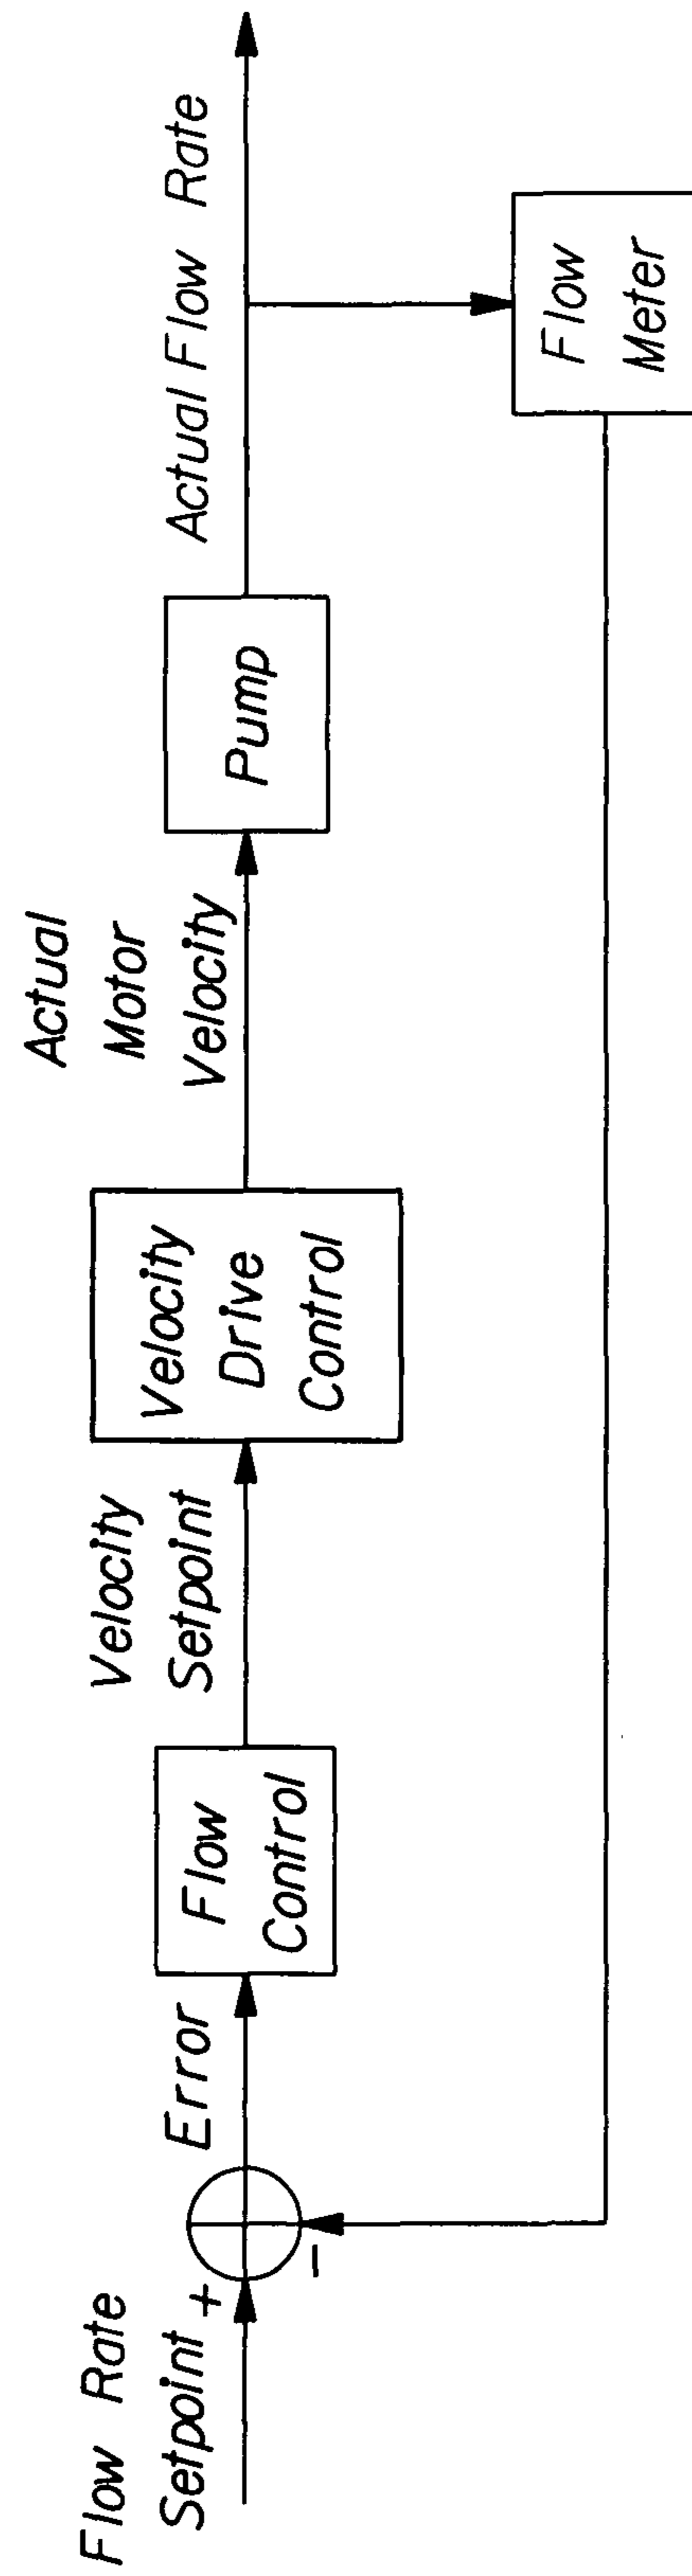 Flow Rate
Setpoint
+
-
Error
Flow
Control
Velocity
Setpoint
Velocity
Drive
Control
Actual
Motor
Velocity
Pump
Actual Flow Rate
Flow
Meter